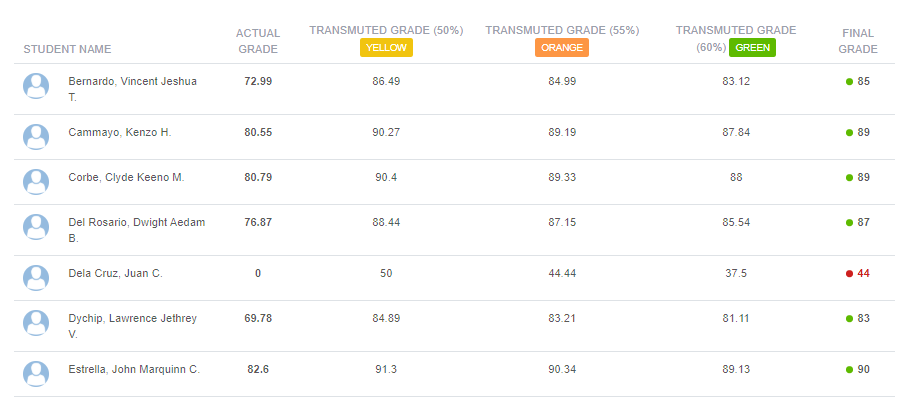 STUDENT NAME ACTUAL GRADE TRANSMUTED GRADE (50%) YELLOW TRANSMUTED GRADE (55%) ORANGE TRANSMUTED GRADE (60%) GREEN FINAL GRADE
Bernardo, Vincent Jeshua T. 72.99 86.49 84.99 83.12 85
Cammayo, Kenzo H. 80.55 90.27 89.19 87.84 89
Corbe, Clyde Keeno M. 80.79 90.4 89.33 88 89
Del Rosario, Dwight Aedam B. 76.87 88.44 87.15 85.54 87
Dela Cruz, Juan C. 0 50 44.44 37.5 44
Dychip, Lawrence Jethrey V. 69.78 84.89 83.21 81.11 83
Estrella, John Marquinn C. 82.6 91.3 90.34 89.13 90